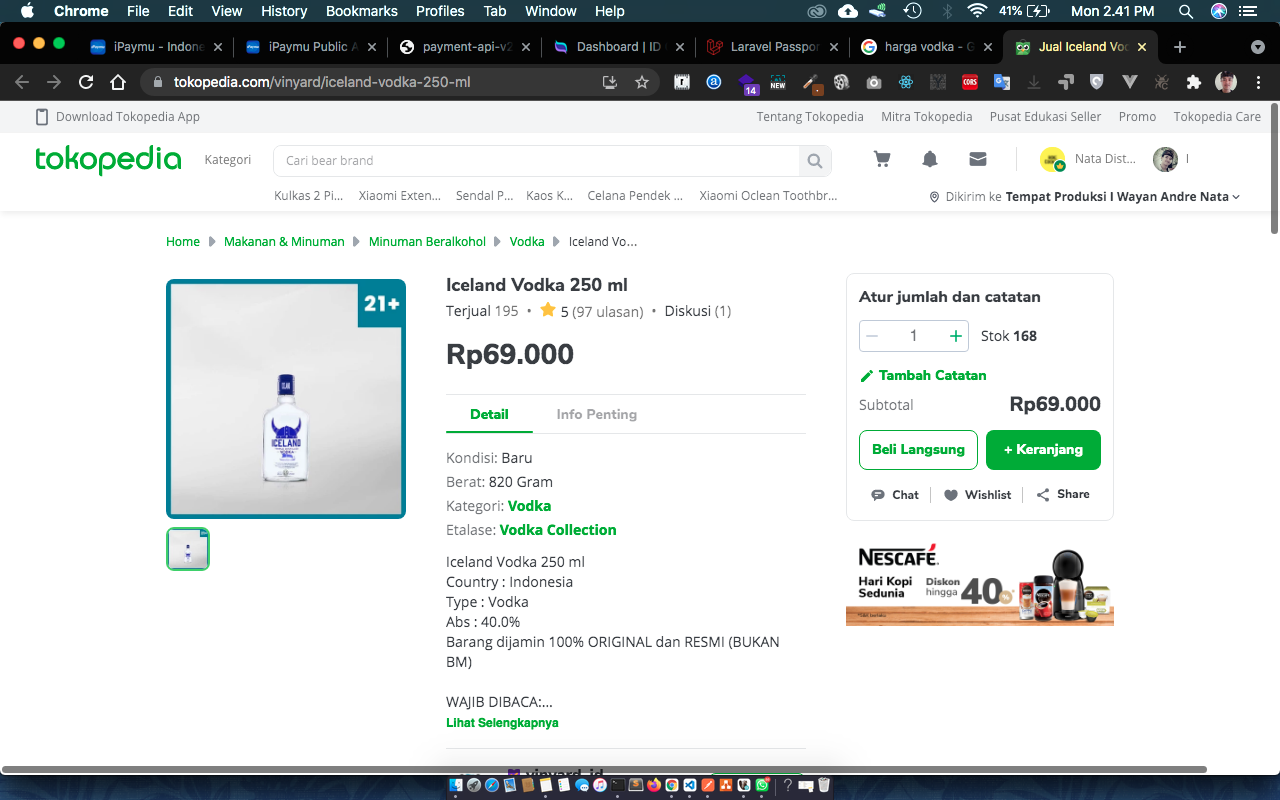 Chrome File Edit View History Bookmarks Profiles Tab Window Help 41% Mon 2.41 PM
iPaymu - Indone iPaymu Public A payment-api-v2 Dashboard | ID Laravel Passpor harga vodka - G Jual Iceland Vod
tokopedia.com/vinyard/iceland-vodka-250-ml 14 NEW CORS
Download Tokopedia App Tentang Tokopedia Mitra Tokopedia Pusat Edukasi Seller Promo Tokopedia Care
tokopedia Kategori Cari bear brand Nata Dist... I
Kulkas 2 Pi... Xiaomi Exten... Sendal P... Kaos K... Celana Pendek ... Xiaomi Oclean Toothbr... Dikirim ke Tempat Produksi I Wayan Andre Nata
Home Makanan & Minuman Minuman Beralkohol Vodka Iceland Vo...
21+
ICELAND
VODKA
Iceland Vodka 250 ml
Terjual 195 • 5 (97 ulasan) • Diskusi (1)
Rp69.000
Detail Info Penting
Kondisi: Baru
Berat: 820 Gram
Kategori: Vodka
Etalase: Vodka Collection
Iceland Vodka 250 ml
Country : Indonesia
Type : Vodka
Abs : 40.0%
Barang dijamin 100% ORIGINAL dan RESMI (BUKAN
BM)
WAJIB DIBACA:...
Lihat Selengkapnya
vinyard_id
Atur jumlah dan catatan
1 Stok 168
Tambah Catatan
Subtotal Rp69.000
Beli Langsung + Keranjang
Chat Wishlist Share
NESCAFÉ.
Hari Kopi
Sedunia
Diskon
hingga
40%